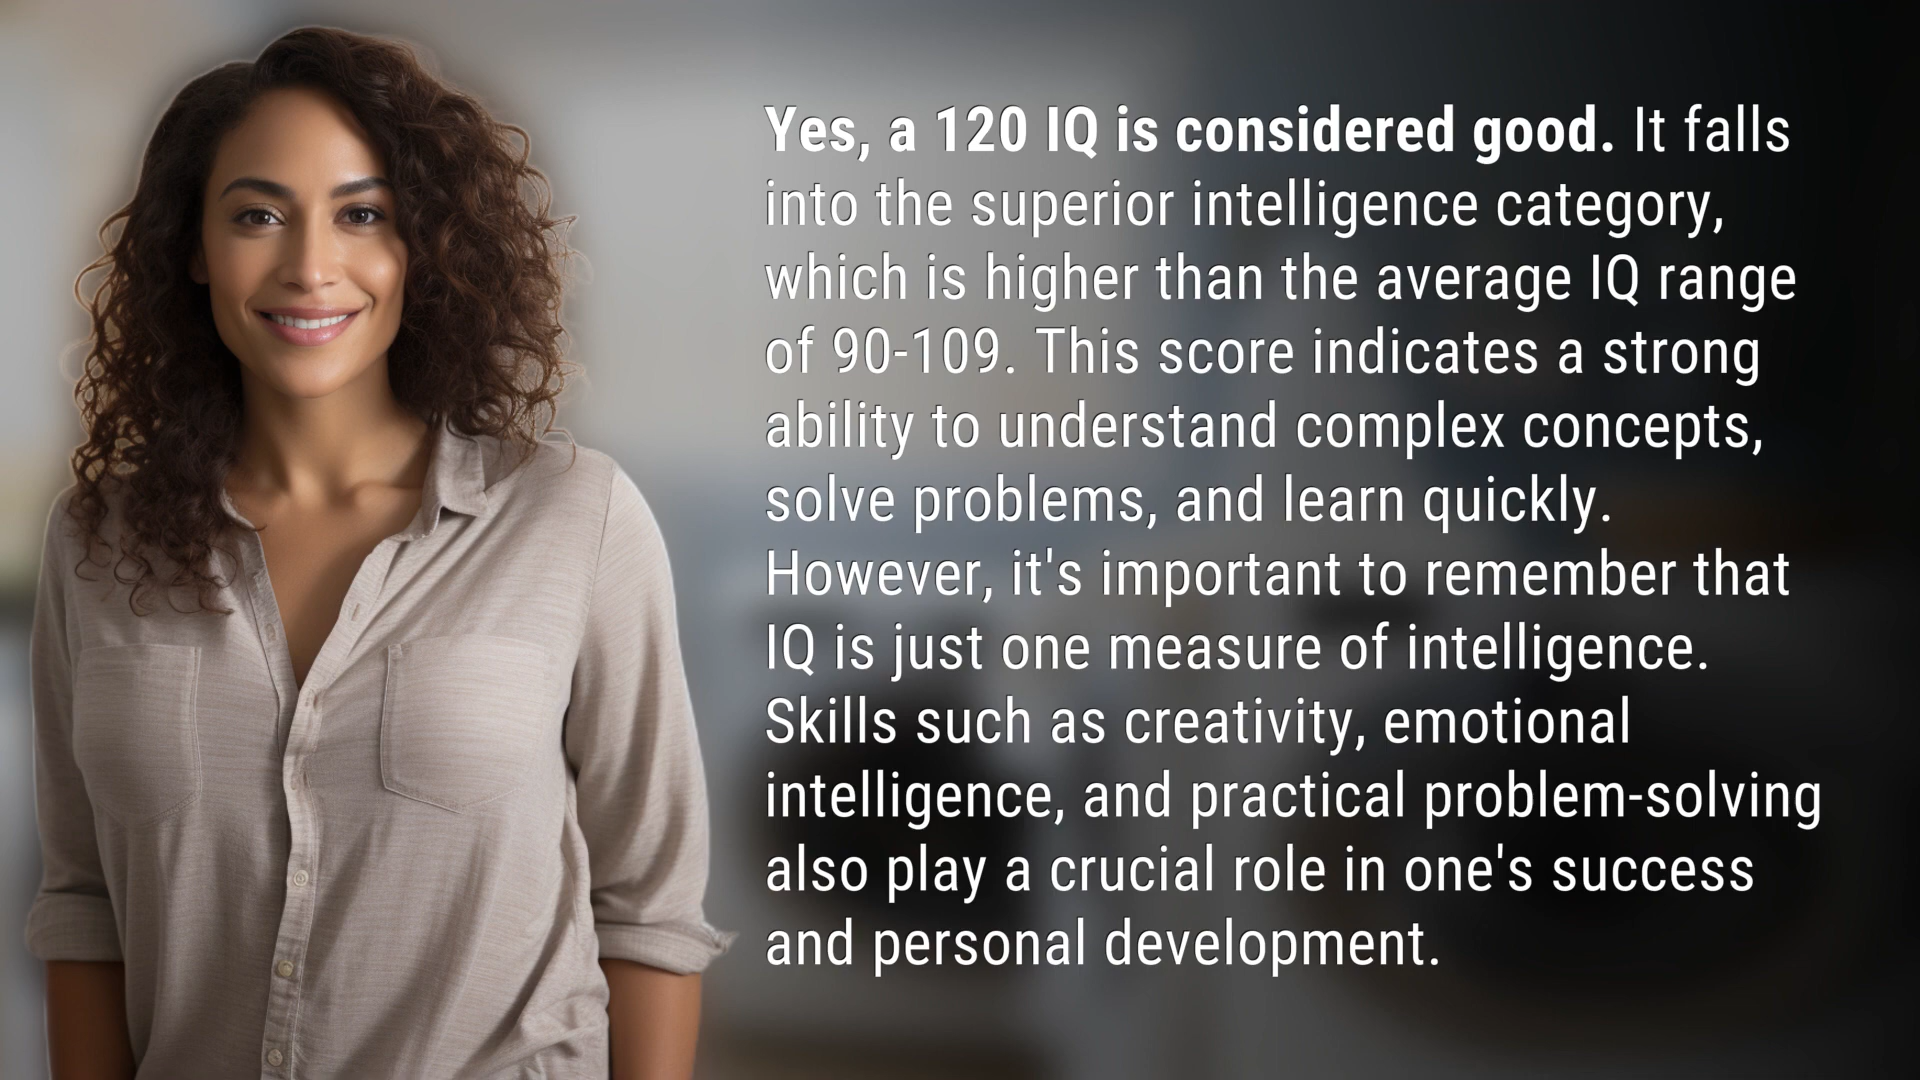 Yes, a 120 IQ is considered good. It falls
into the superior intelligence category,
which is higher than the average IQ range
of 90-109. This score indicates a strong
ability to understand complex concepts,
solve problems, and learn quickly.
However, it's important to remember that
IQ is just one measure of intelligence.
Skills such as creativity, emotional
intelligence, and practical problem-solving
also play a crucial role in one's success
and personal development.